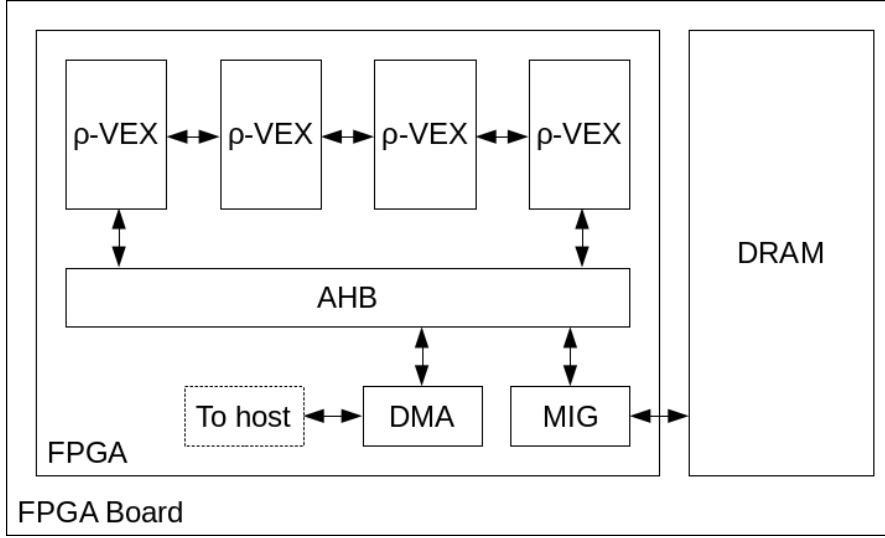 ρ-VEX
ρ-VEX
ρ-VEX
ρ-VEX
DRAM
AHB
To host
DMA
MIG
FPGA
FPGA Board